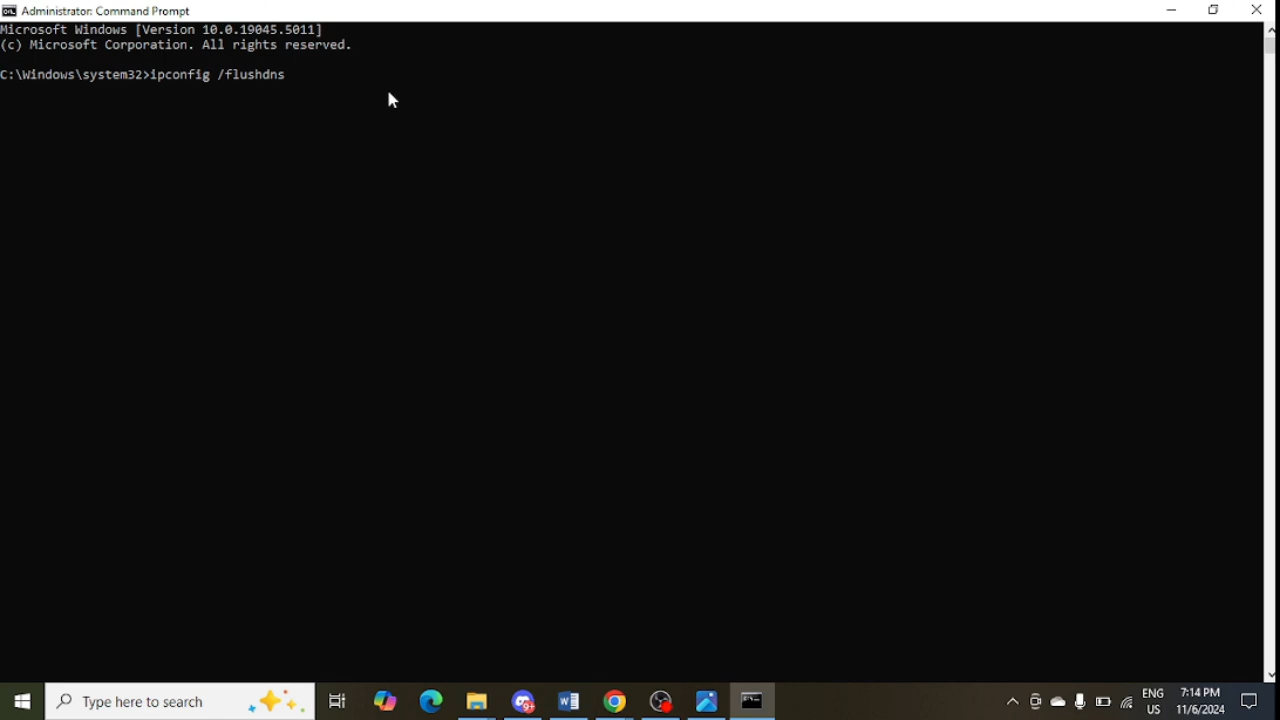 Administrator: Command Prompt
Microsoft Windows [Version 10.0.19045.5011]
(c) Microsoft Corporation. All rights reserved.
C:\Windows\system32>ipconfig /flushdns
Type here to search
9+
W
ENG
US
7:14 PM
11/6/2024